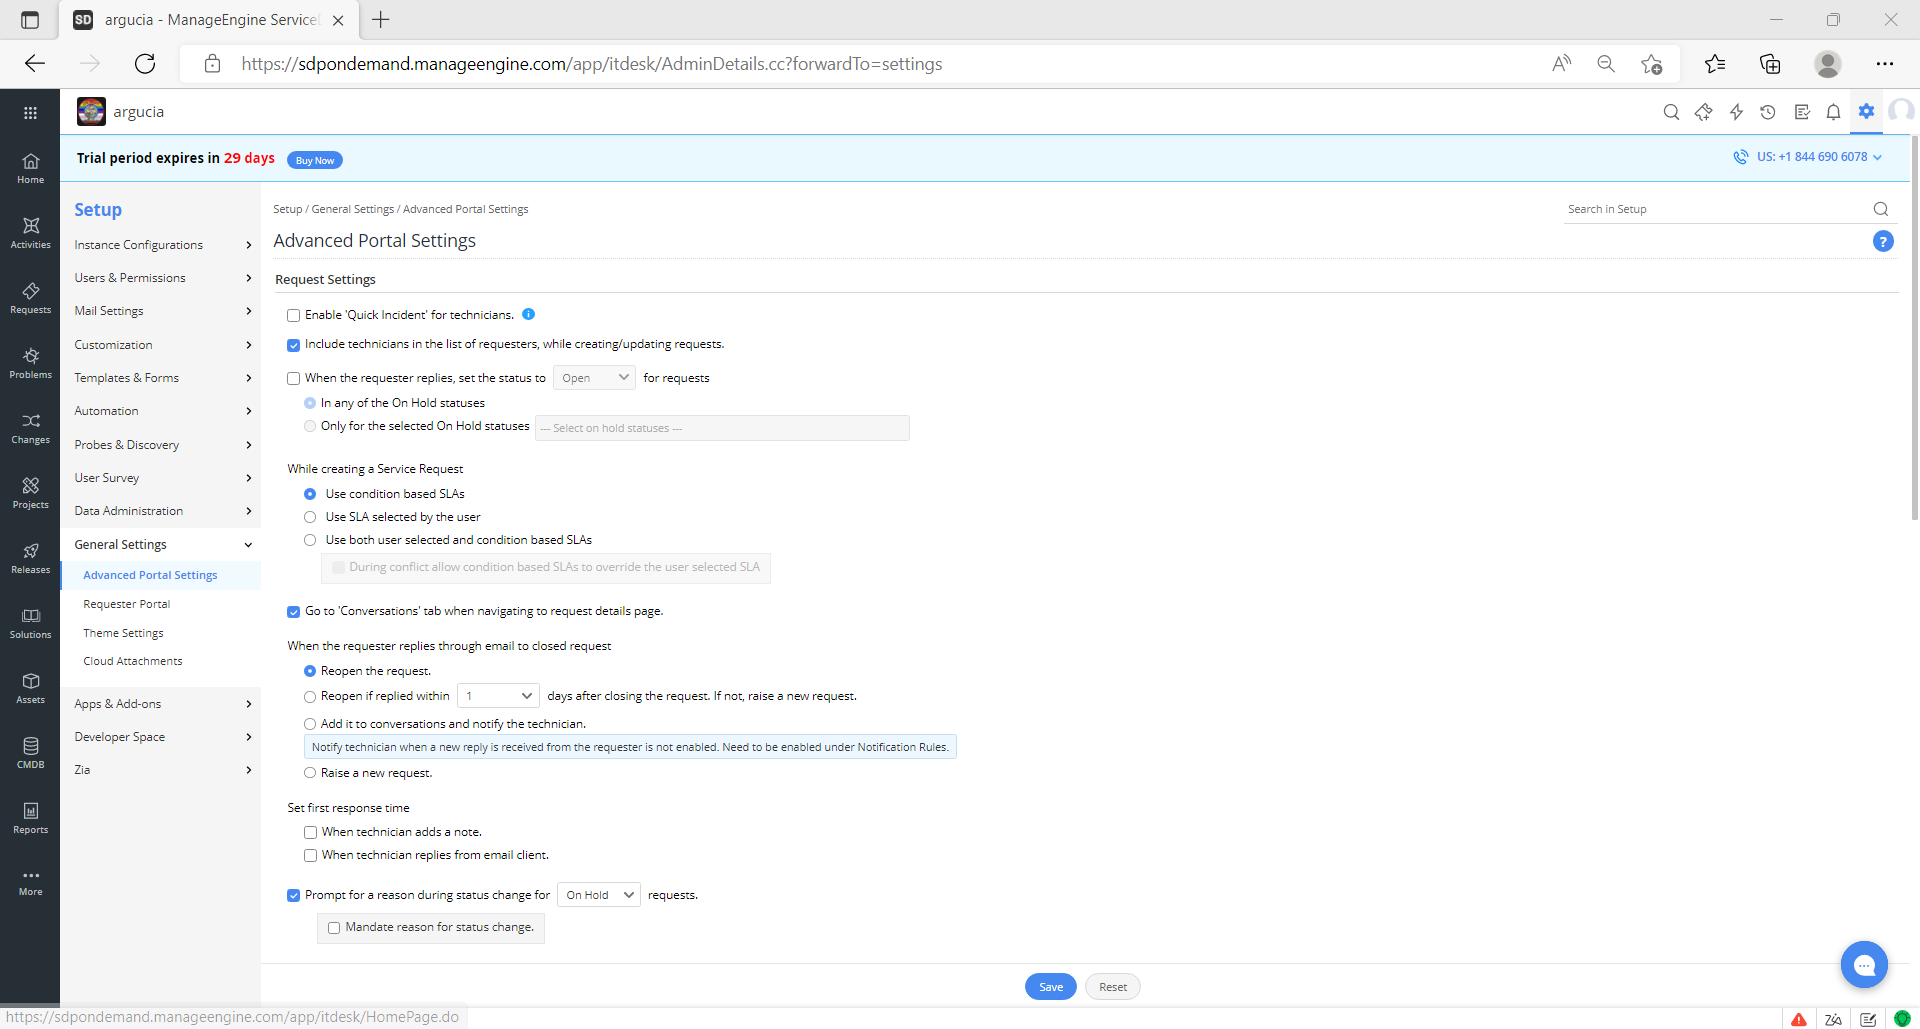 argucia - ManageEngine ServiceD
https://sdpondemand.manageengine.com/app/itdesk/AdminDetails.cc?forwardTo=settings
argucia
Trial period expires in 29 days Buy Now
US: +1 844 690 6078
Home
Activities
Requests
Problems
Changes
Projects
Releases
Solutions
Assets
CMDB
Reports
More
Setup
Instance Configurations
Users & Permissions
Mail Settings
Customization
Templates & Forms
Automation
Probes & Discovery
User Survey
Data Administration
General Settings
Advanced Portal Settings
Requester Portal
Theme Settings
Cloud Attachments
Apps & Add-ons
Developer Space
Zia
Setup / General Settings / Advanced Portal Settings
Search in Setup
Advanced Portal Settings
?
Request Settings
Enable 'Quick Incident' for technicians.
Include technicians in the list of requesters, while creating/updating requests.
When the requester replies, set the status to Open for requests
In any of the On Hold statuses
Only for the selected On Hold statuses --- Select on hold statuses ---
While creating a Service Request
Use condition based SLAs
Use SLA selected by the user
Use both user selected and condition based SLAs
During conflict allow condition based SLAs to override the user selected SLA
Go to 'Conversations' tab when navigating to request details page.
When the requester replies through email to closed request
Reopen the request.
Reopen if replied within 1 days after closing the request. If not, raise a new request.
Add it to conversations and notify the technician.
Notify technician when a new reply is received from the requester is not enabled. Need to be enabled under Notification Rules.
Raise a new request.
Set first response time
When technician adds a note.
When technician replies from email client.
Prompt for a reason during status change for On Hold requests.
Mandate reason for status change.
Save Reset
https://sdpondemand.manageengine.com/app/itdesk/HomePage.do